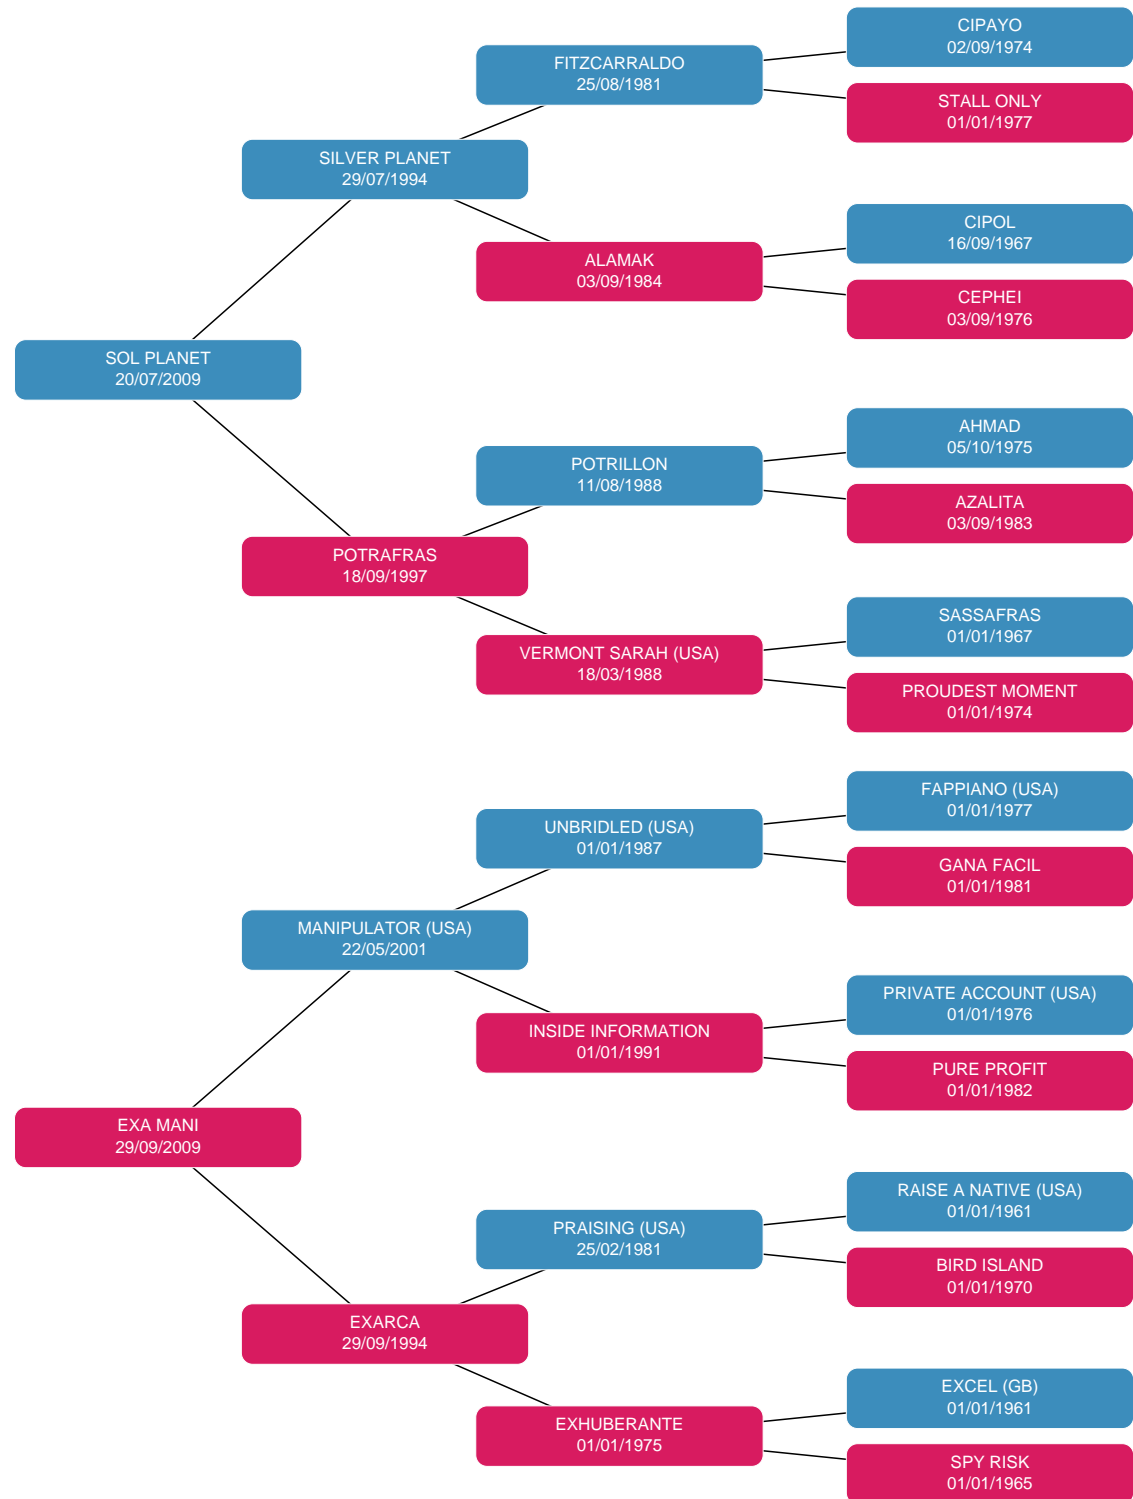 CIPAYO
02/09/1974
FITZCARRALDO
25/08/1981
STALL ONLY
01/01/1977
SILVER PLANET
29/07/1994
CIPOL
16/09/1967
ALAMAK
03/09/1984
CEPHEI
03/09/1976
SOL PLANET
20/07/2009
AHMAD
05/10/1975
POTRILLON
11/08/1988
AZALITA
03/09/1983
POTRAFRAS
18/09/1997
SASSAFRAS
01/01/1967
VERMONT SARAH (USA)
18/03/1988
PROUDEST MOMENT
01/01/1974
FAPPIANO (USA)
01/01/1977
UNBRIDLED (USA)
01/01/1987
GANA FACIL
01/01/1981
MANIPULATOR (USA)
22/05/2001
PRIVATE ACCOUNT (USA)
01/01/1976
INSIDE INFORMATION
01/01/1991
PURE PROFIT
01/01/1982
EXA MANI
29/09/2009
RAISE A NATIVE (USA)
01/01/1961
PRAISING (USA)
25/02/1981
BIRD ISLAND
01/01/1970
EXARCA
29/09/1994
EXCEL (GB)
01/01/1961
EXHUBERANTE
01/01/1975
SPY RISK
01/01/1965